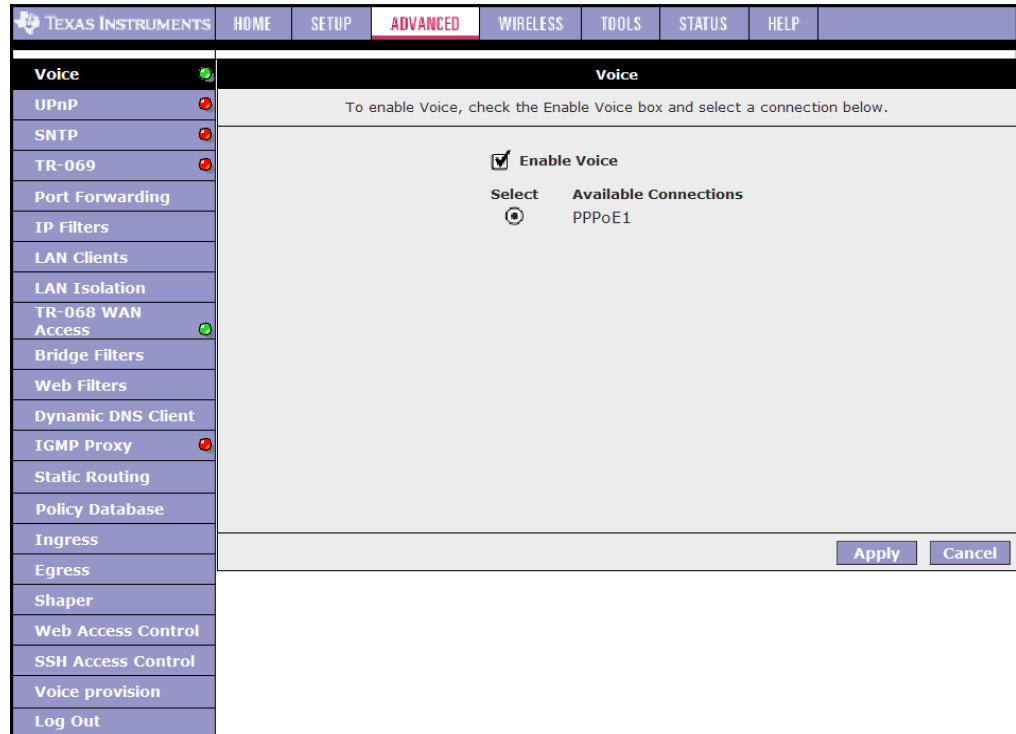 TEXAS INSTRUMENTS HOME SETUP ADVANCED WIRELESS TOOLS STATUS HELP
Voice
UPnP
SNTP
TR-069
Port Forwarding
IP Filters
LAN Clients
LAN Isolation
TR-068 WAN
Access
Bridge Filters
Web Filters
Dynamic DNS Client
IGMP Proxy
Static Routing
Policy Database
Ingress
Egress
Shaper
Web Access Control
SSH Access Control
Voice provision
Log Out
Voice
To enable Voice, check the Enable Voice box and select a connection below.
Enable Voice
Select Available Connections
PPPoE1
Apply Cancel